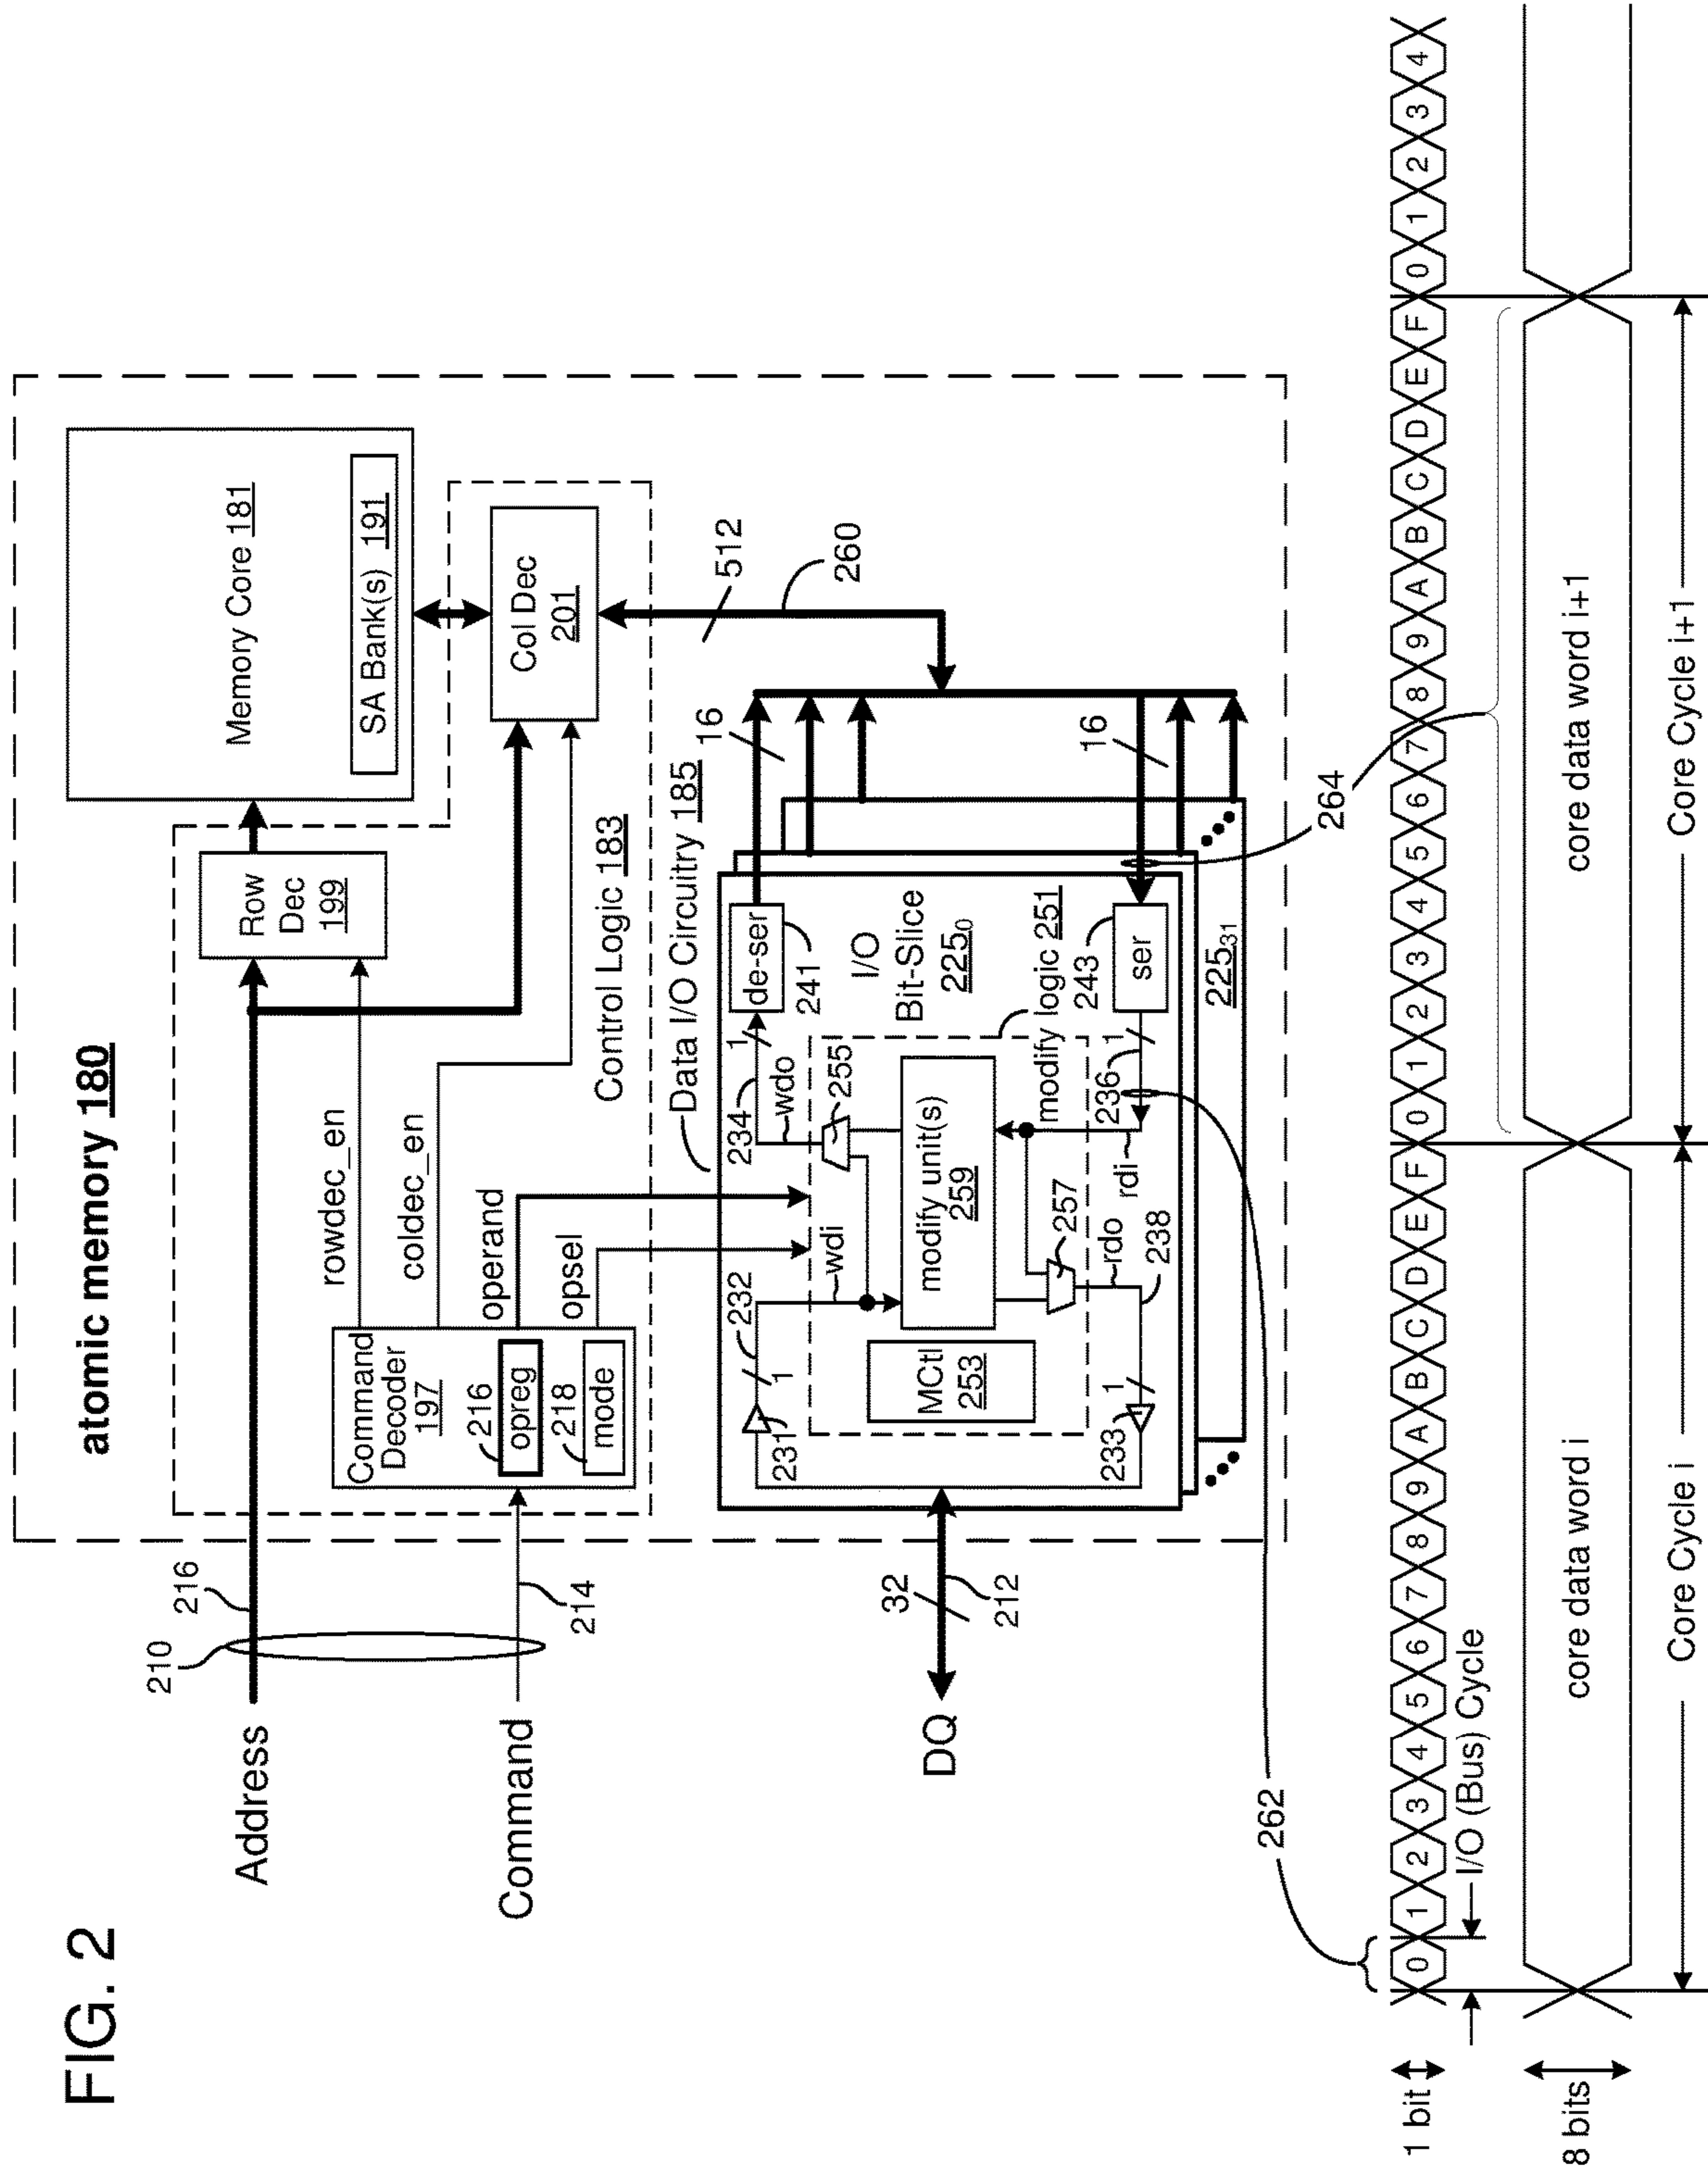 FIG. 2
atomic memory 180
Address
216
210
Command
214
Row
Dec
199
Memory Core 181
SA Bank(s) 191
rowdec_en
coldec_en
Command
Decoder
197
216
opreg
218
mode
operand
opsel
Col Dec
201
Control Logic 183
512
260
Data I/O Circuitry 185
16
16
DQ
32
212
231
232
1
wdi
234
wdo
1
255
de-ser
241
I/O
Bit-Slice
225₀
MCtl
253
modify unit(s)
259
modify logic 251
243
ser
233
1
238
rdo
257
rdi
236
1
225₃₁
262
264
1 bit
0 1 2 3 4 5 6 7 8 9 A B C D E F 0 1 2 3 4 5 6 7 8 9 A B C D E F 0 1 2 3 4
I/O (Bus) Cycle
8 bits
core data word i
core data word i+1
Core Cycle i
Core Cycle i+1